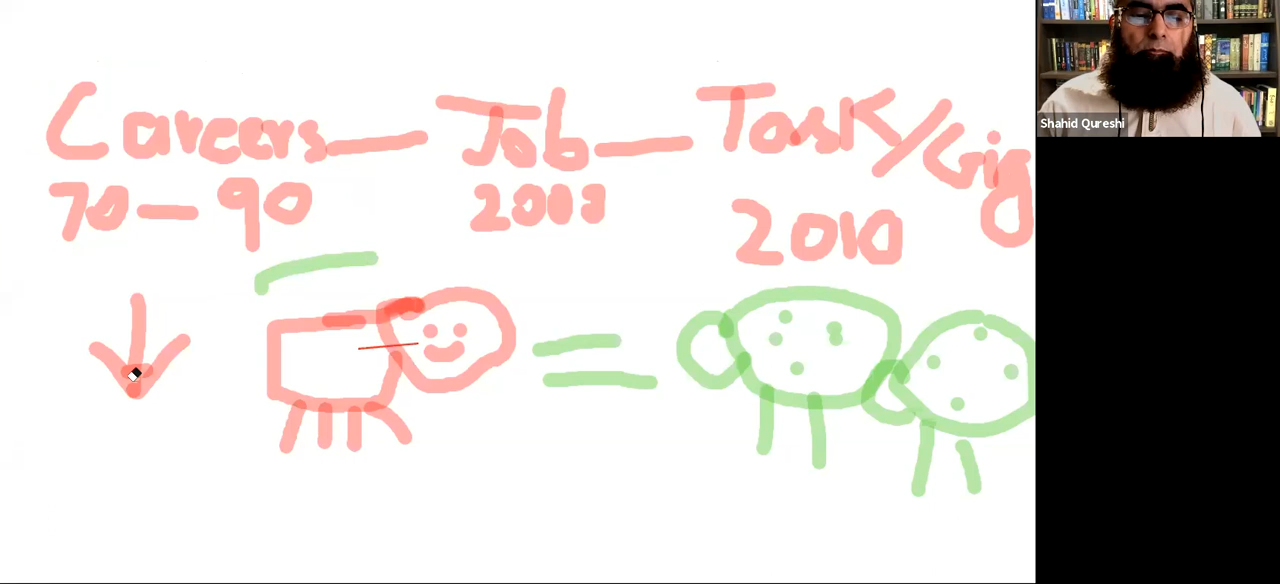 Careers — Job — Task/Gig
70 — 90 2000 2010
Shahid Qureshi